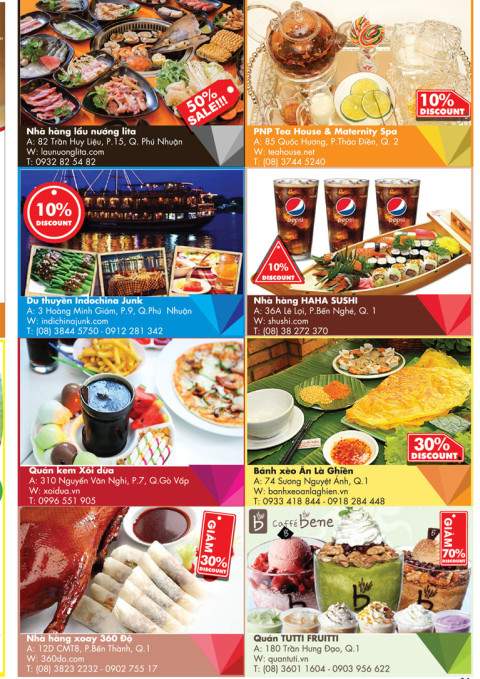 50%
SALE!!!
Nhà hàng lẩu nướng lita
A: 82 Trần Huy Liệu, P.15, Q. Phú Nhuận
W: launuonglita.com
T: 0932 82 54 82
10%
DISCOUNT
PNP Tea House & Maternity Spa
A: 85 Quốc Hương, P.Thảo Điền, Q. 2
W: teahouse.net
T: (08) 3744 5240
10%
DISCOUNT
Du thuyền Indochina Junk
A: 3 Hoàng Minh Giám, P.9, Q.Phú Nhuận
W: indichinajunk.com
T: (08) 3844 5750 - 0912 281 342
pepsi
pepsi
pepsi
10%
DISCOUNT
Nhà hàng HAHA SUSHI
A: 36A Lê Lợi, P.Bến Nghé, Q. 1
W: shushi.com
T: (08) 38 272 370
Quán kem Xôi dừa
A: 310 Nguyễn Văn Nghi, P.7, Q.Gò Vấp
W: xoidua.vn
T: 0996 551 905
30%
DISCOUNT
Bánh xèo Ăn Là Ghiền
A: 74 Sương Nguyệt Ánh, Q.1
W: banhxeoanlaghien.vn
T: 0933 418 844 - 0918 284 448
GIẢM
30%
DISCOUNT
Nhà hàng xoay 360 Độ
A: 12D CMT8, P.Bến Thành, Q.1
W: 360do.com
T: (08) 3823 2232 - 0902 755 17
b
Caffé bene
GIẢM
70%
DISCOUNT
Quán TUTTI FRUITTI
A: 180 Trần Hưng Đạo, Q.1
W: quantuti.vn
T: (08) 3601 1604 - 0903 956 622